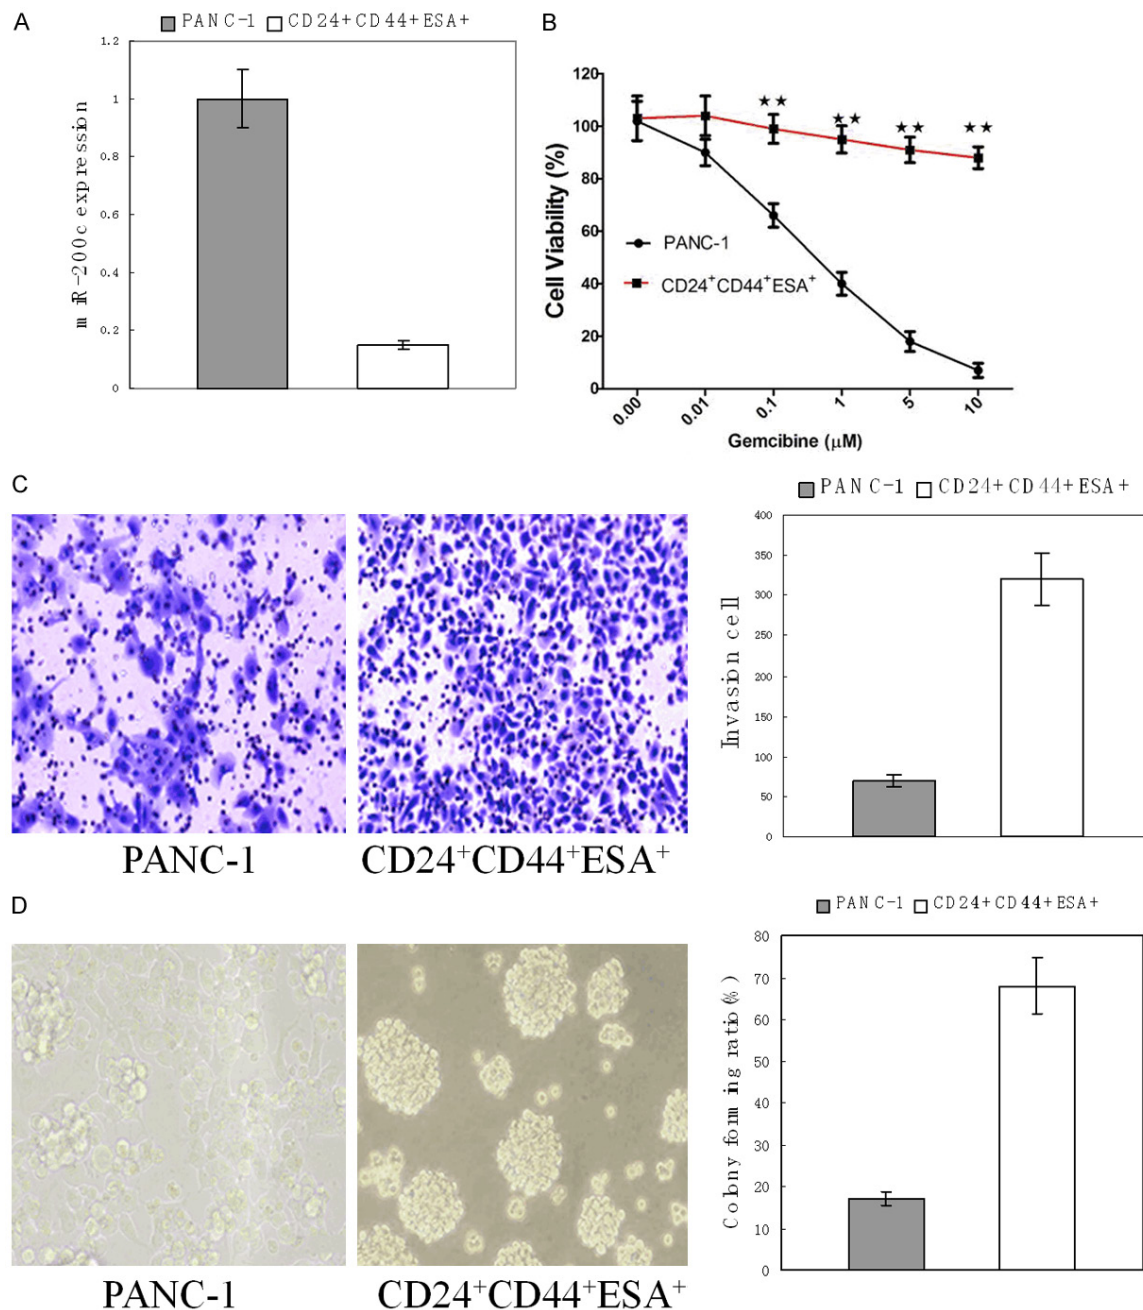 A
PANC-1 CD24+CD44+ESA+
1.2
1
0.8
0.6
0.4
0.2
0
miR-200c expression
B
120
100
80
60
40
20
0
Cell Viability (%)
★★ ★★ ★★ ★★
PANC-1
CD24⁺CD44⁺ESA⁺
0.00 0.01 0.1 1 5 10
Gemcibine (μM)
C
PANC-1 CD24⁺CD44⁺ESA⁺
PANC-1 CD24+CD44+ESA+
400
350
300
250
200
150
100
50
0
Invasion cell
D
PANC-1 CD24⁺CD44⁺ESA⁺
PANC-1 CD24+CD44+ESA+
80
70
60
50
40
30
20
10
0
Colony forming ratio(%)